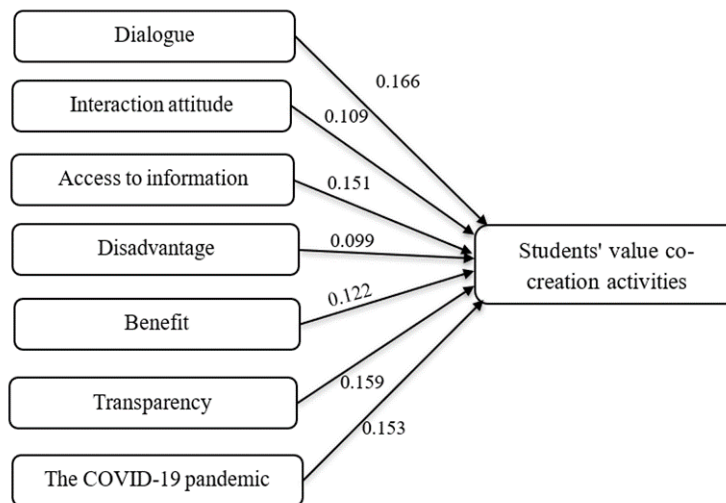 Dialogue
0.166
Interaction attitude
0.109
Access to information
0.151
Disadvantage
0.099
Students' value co-
creation activities
Benefit
0.122
Transparency
0.159
The COVID-19 pandemic
0.153